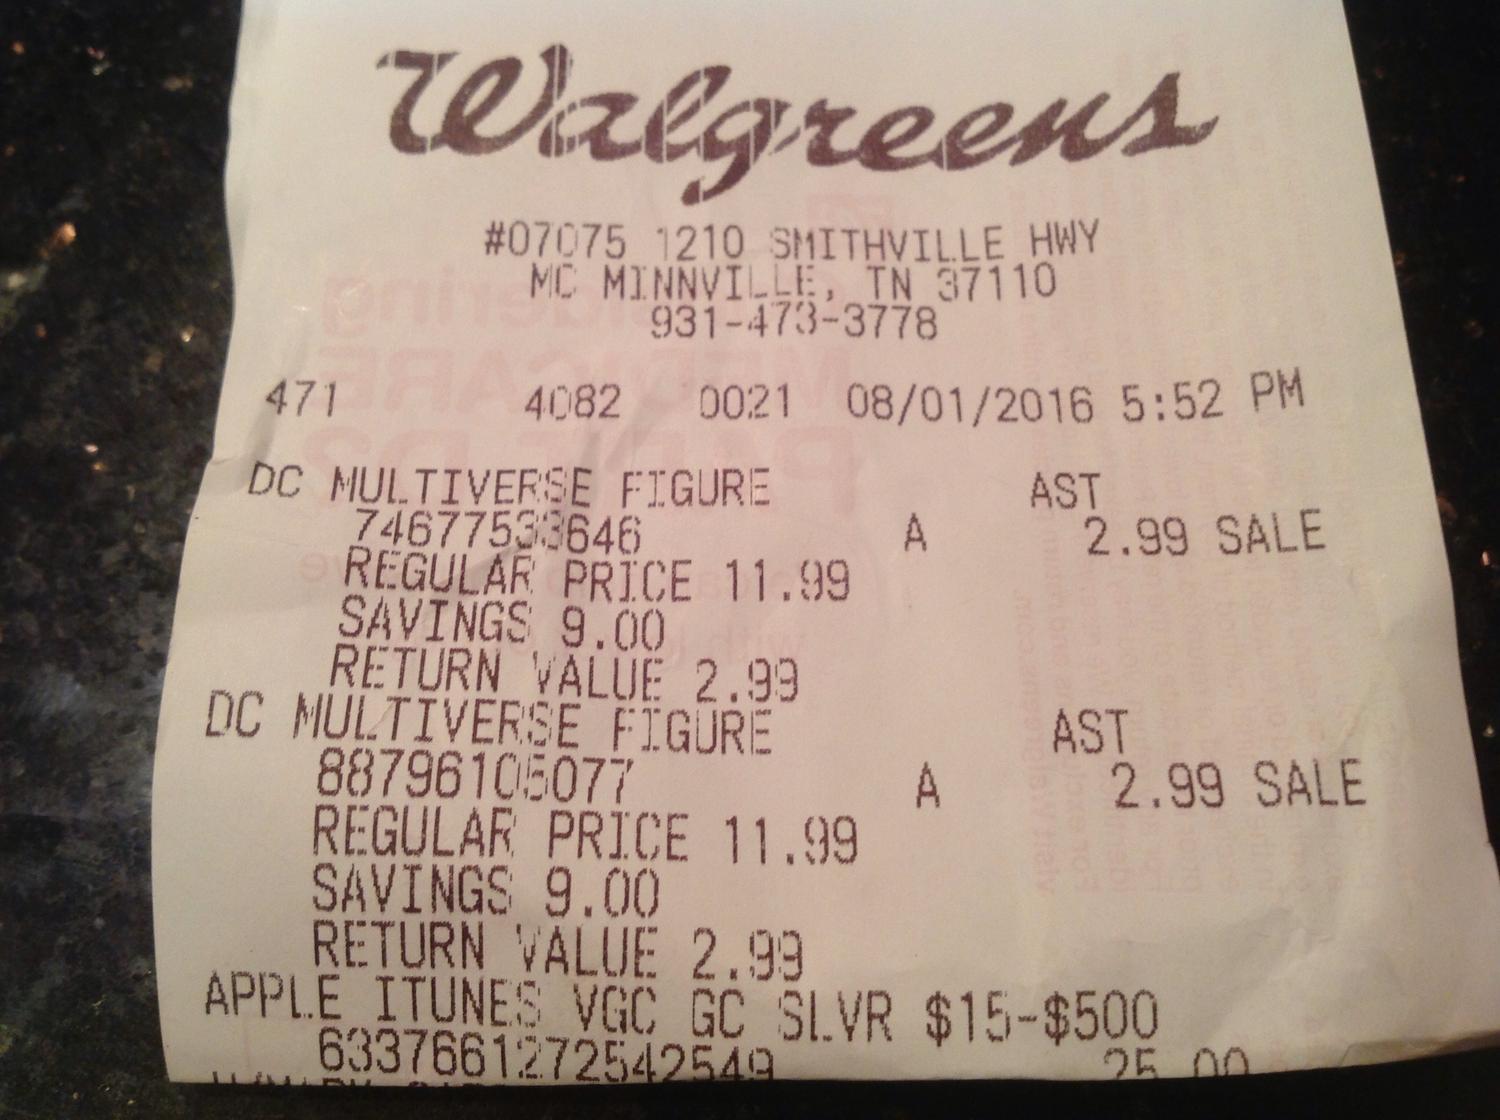 Walgreens
#07075 1210 SMITHVILLE HWY
MC MINNVILLE, TN 37110
931-473-3778
471 4082 0021 08/01/2016 5:52 PM
DC MULTIVERSE FIGURE AST
74677533646 A 2.99 SALE
REGULAR PRICE 11.99
SAVINGS 9.00
RETURN VALUE 2.99
DC MULTIVERSE FIGURE AST
88796105077 A 2.99 SALE
REGULAR PRICE 11.99
SAVINGS 9.00
RETURN VALUE 2.99
APPLE ITUNES VGC GC SLVR $15-$500
6337661272542549 25.00